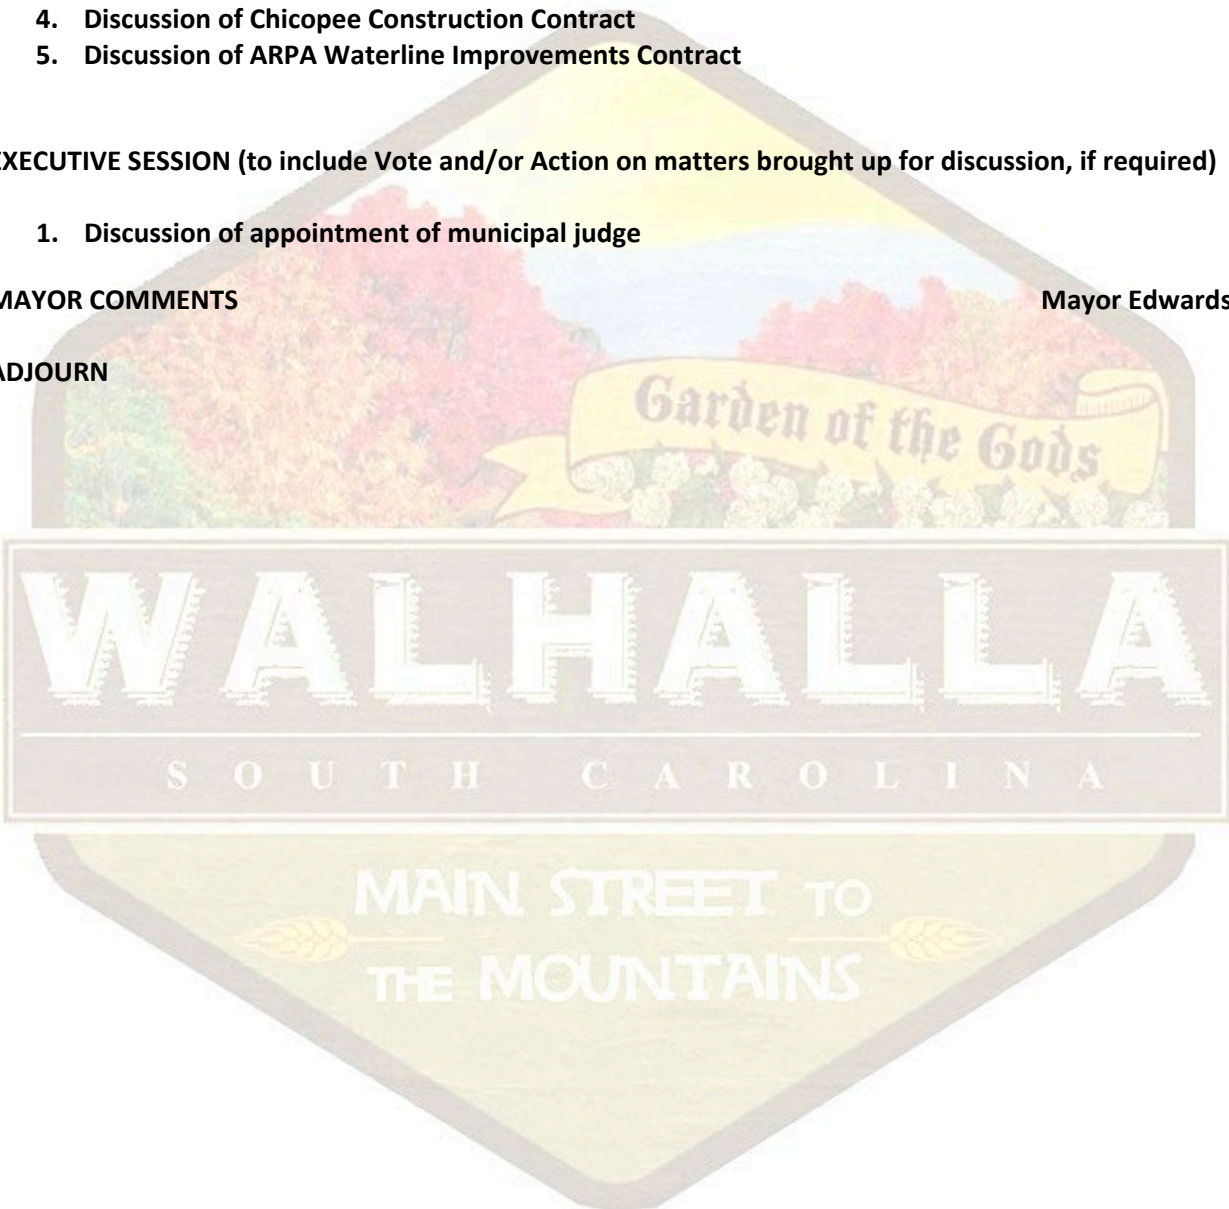 4. Discussion of Chicopee Construction Contract
5. Discussion of ARPA Waterline Improvements Contract
EXECUTIVE SESSION (to include Vote and/or Action on matters brought up for discussion, if required)
1. Discussion of appointment of municipal judge
MAYOR COMMENTS Mayor Edwards
ADJOURN
Garden of the Gods
WALHALLA
SOUTH CAROLINA
MAIN STREET TO
THE MOUNTAINS